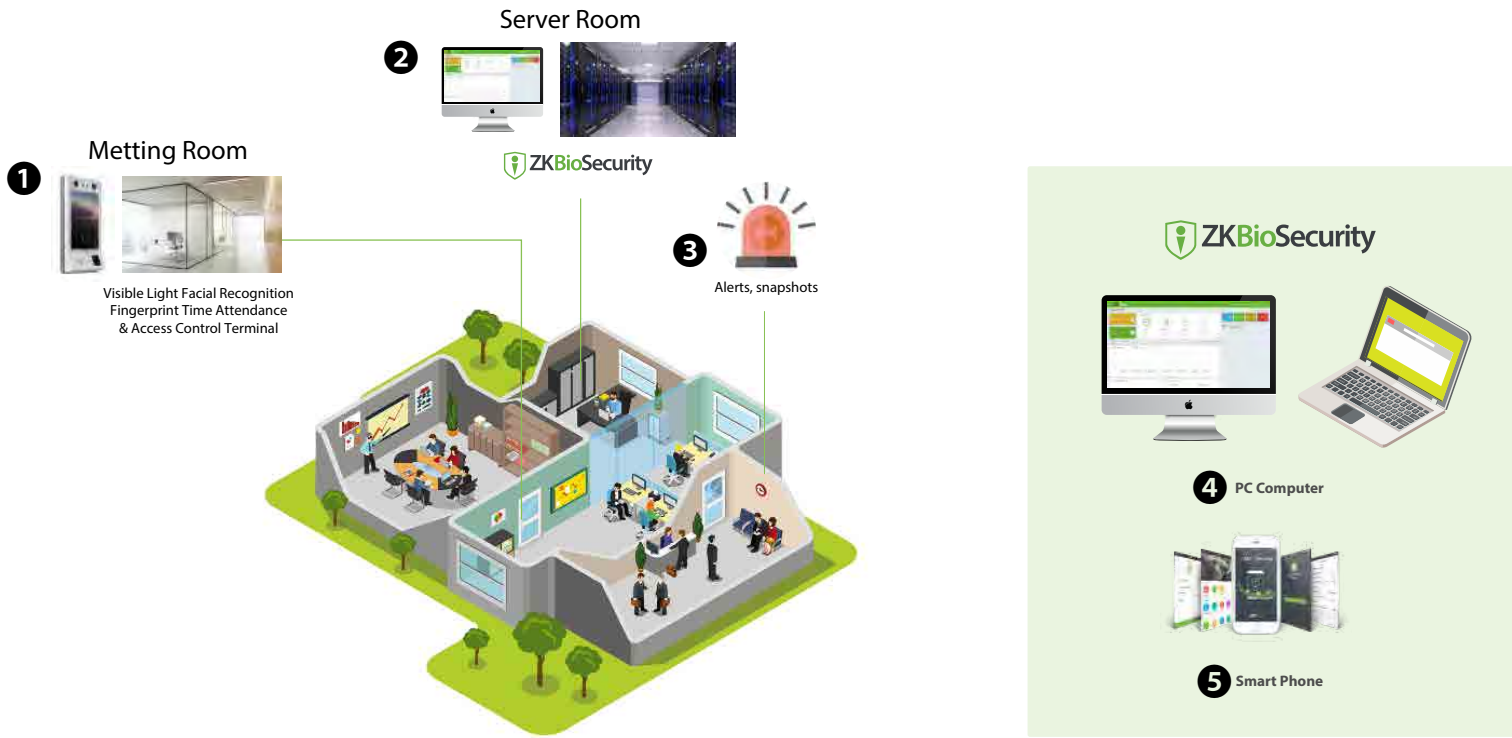 Server Room
2
ZKBioSecurity
Metting Room
1
Visible Light Facial Recognition
Fingerprint Time Attendance
& Access Control Terminal
3
Alerts, snapshots
ZKBioSecurity
4 PC Computer
5 Smart Phone